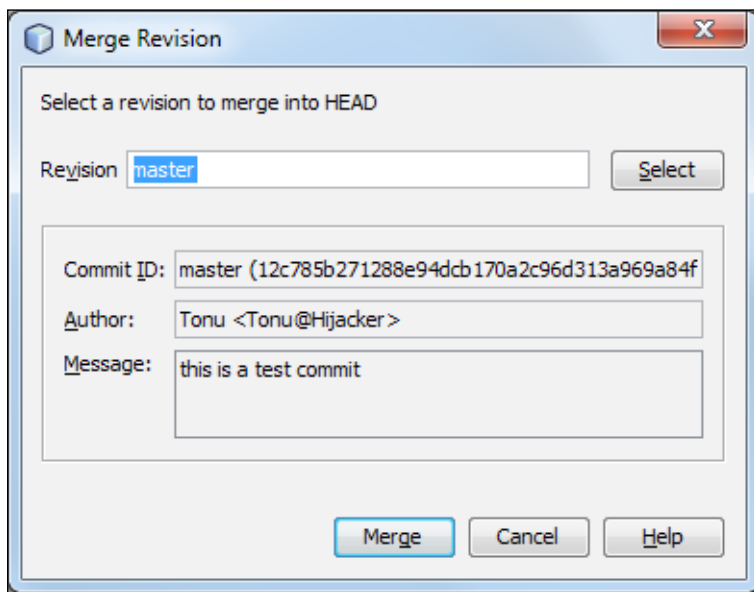 Merge Revision
Select a revision to merge into HEAD
Revision master Select
Commit ID: master (12c785b271288e94dcb170a2c96d313a969a84f
Author: Tonu <Tonu@Hijacker>
Message: this is a test commit
Merge Cancel Help